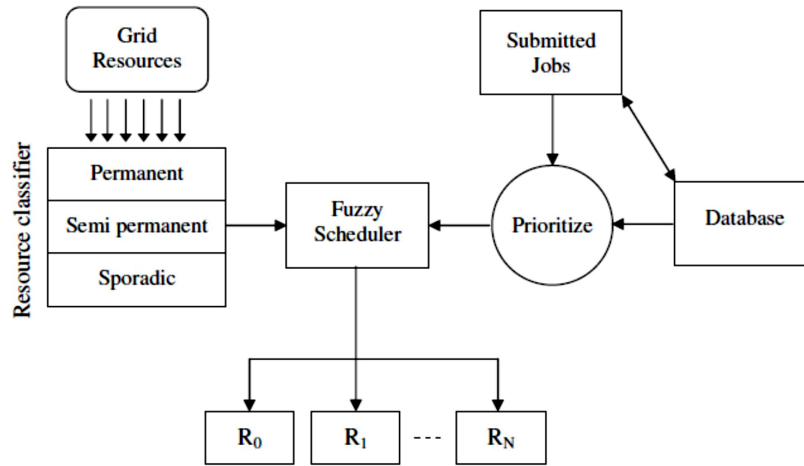 Grid
Resources
Submitted
Jobs
Resource classifier
Permanent
Semi permanent
Sporadic
Fuzzy
Scheduler
Prioritize
Database
R0
R1
RN